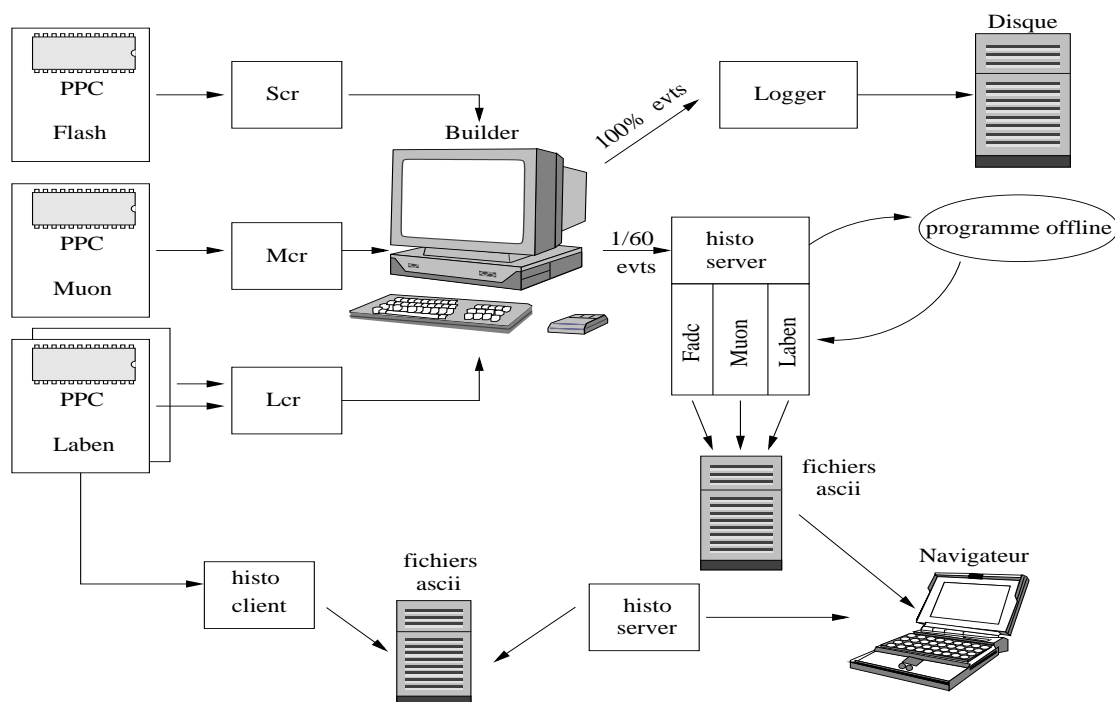 Disque
PPC
Flash
Scr
Builder
100% evts
Logger
PPC
Muon
Mcr
1/60
evts
histo
server
programme offline
Fadc
Muon
Laben
PPC
Laben
Lcr
fichiers
ascii
histo
client
fichiers
ascii
histo
server
Navigateur